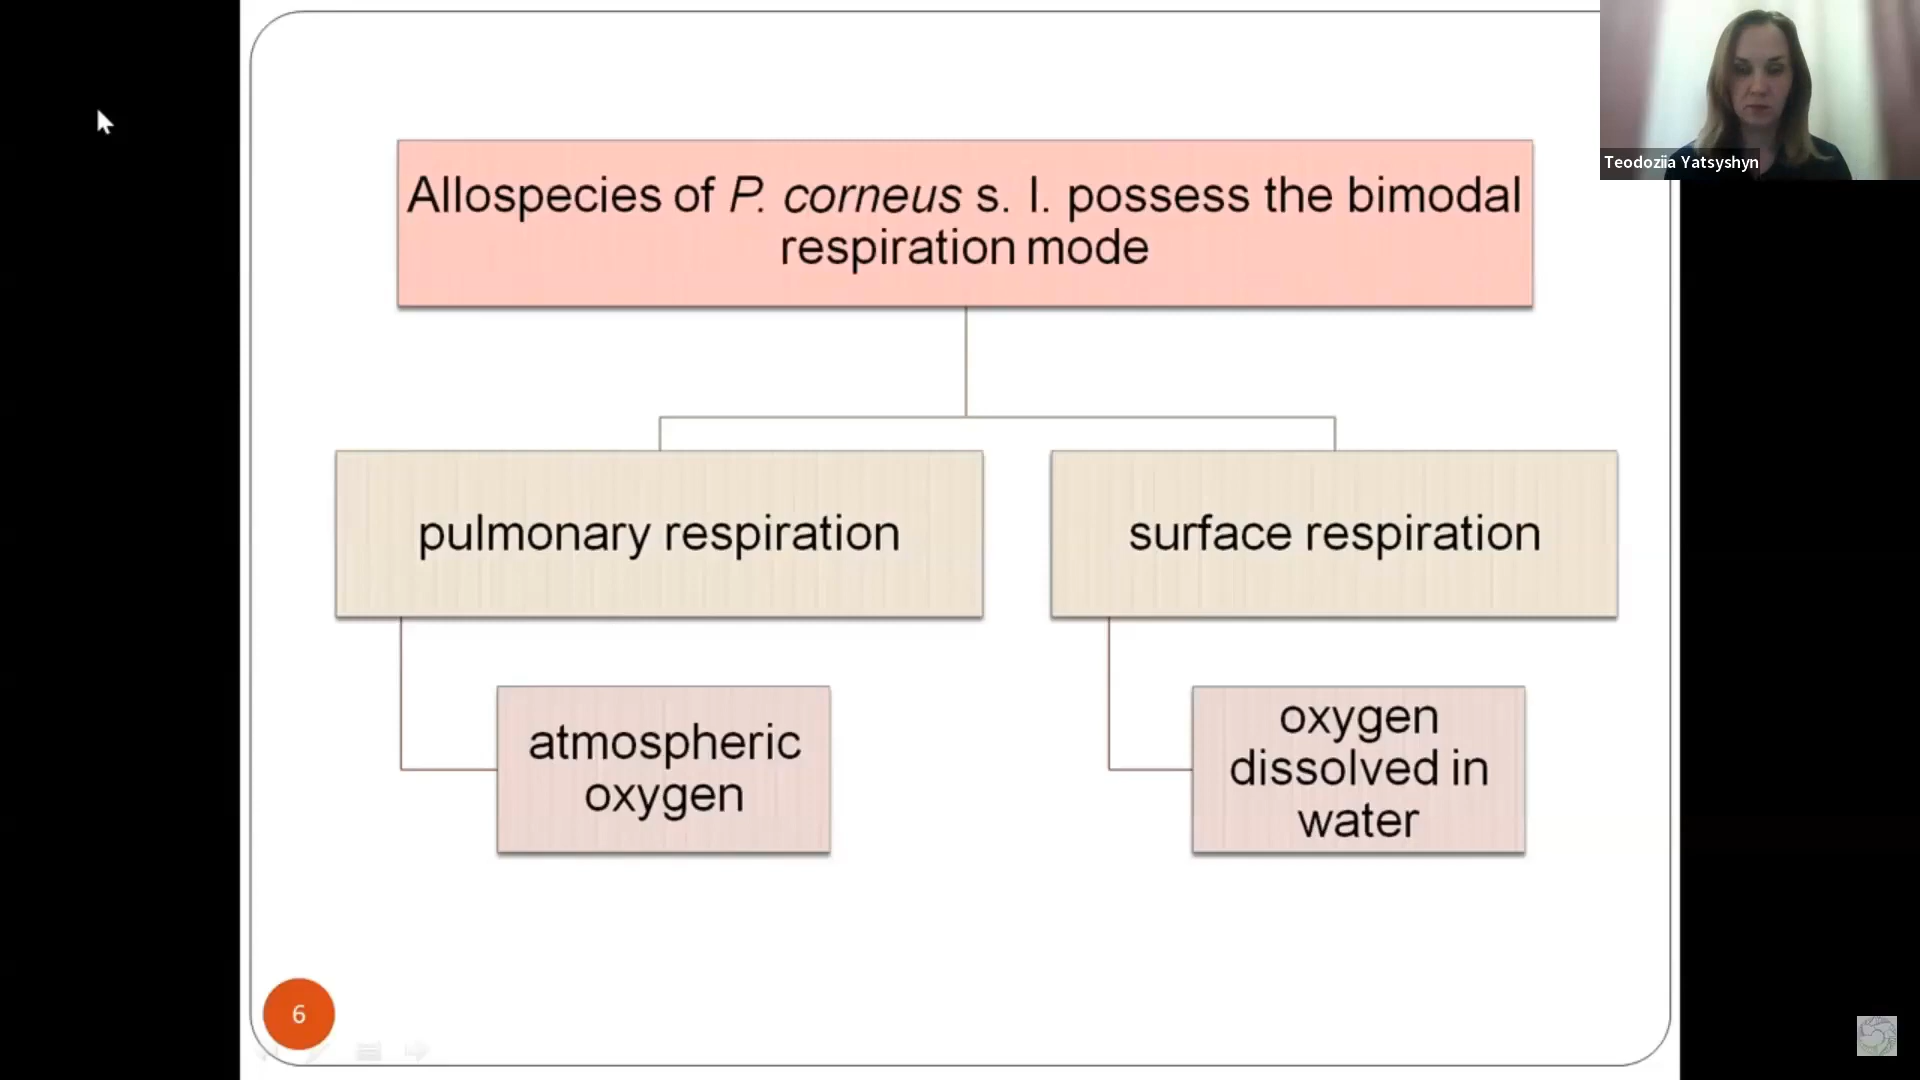 Allospecies of P. corneus s. l. possess the bimodal
respiration mode
pulmonary respiration
surface respiration
atmospheric
oxygen
oxygen
dissolved in
water
6
Teodoziia Yatsyshyn